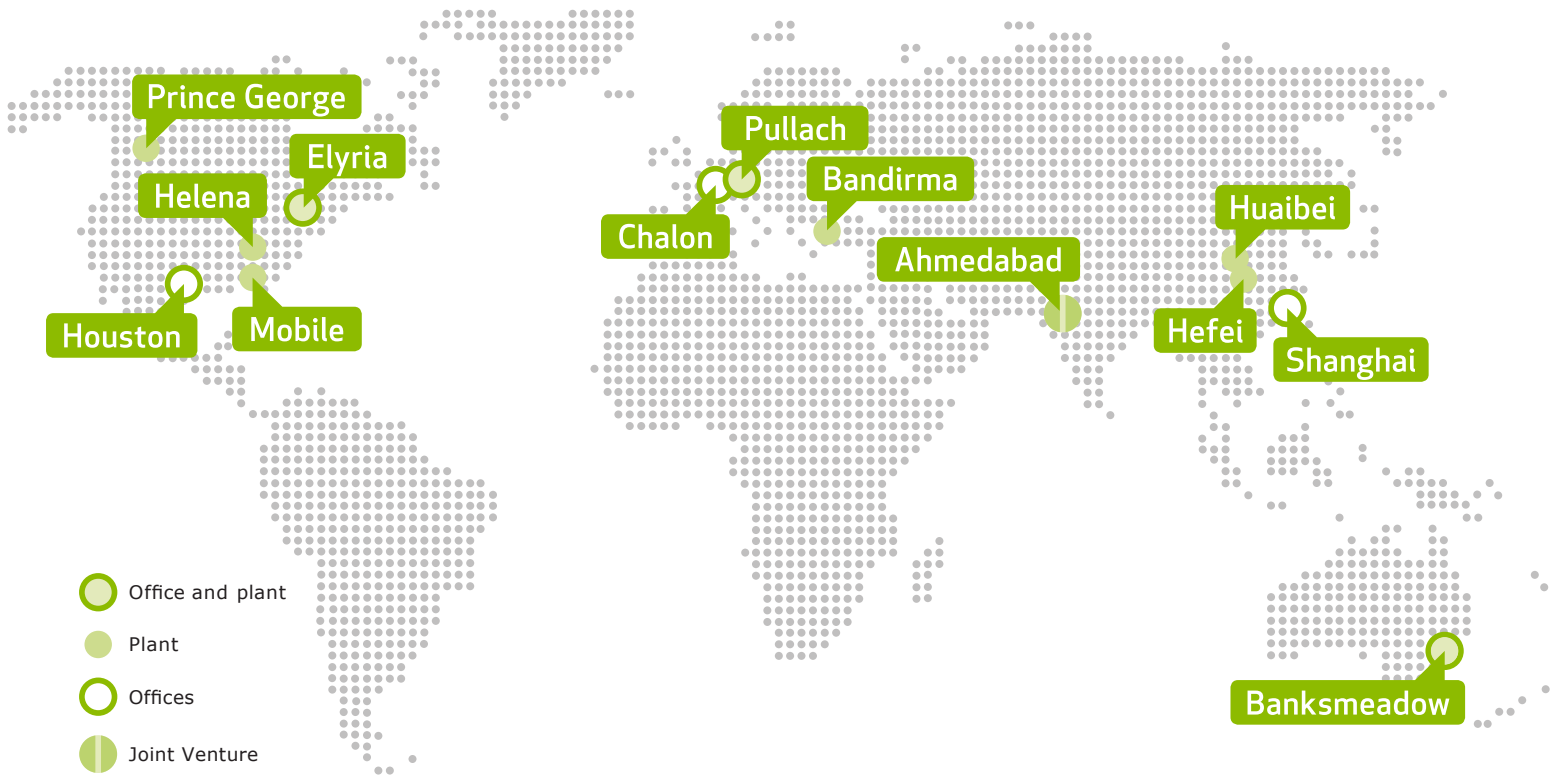 Prince George
Elyria
Helena
Houston
Mobile
Pullach
Bandirma
Chalon
Ahmedabad
Huaibei
Hefei
Shanghai
Banksmeadow
Office and plant
Plant
Offices
Joint Venture